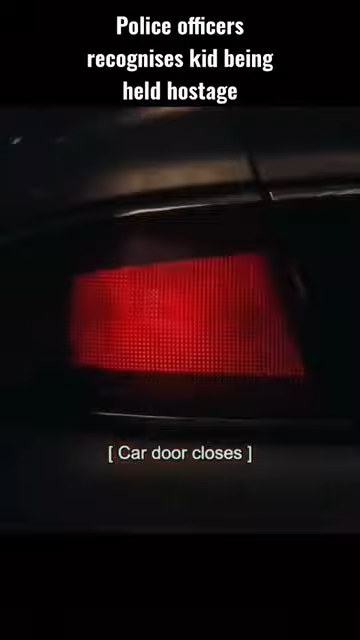 Police officers
recognises kid being
held hostage
[ Car door closes ]